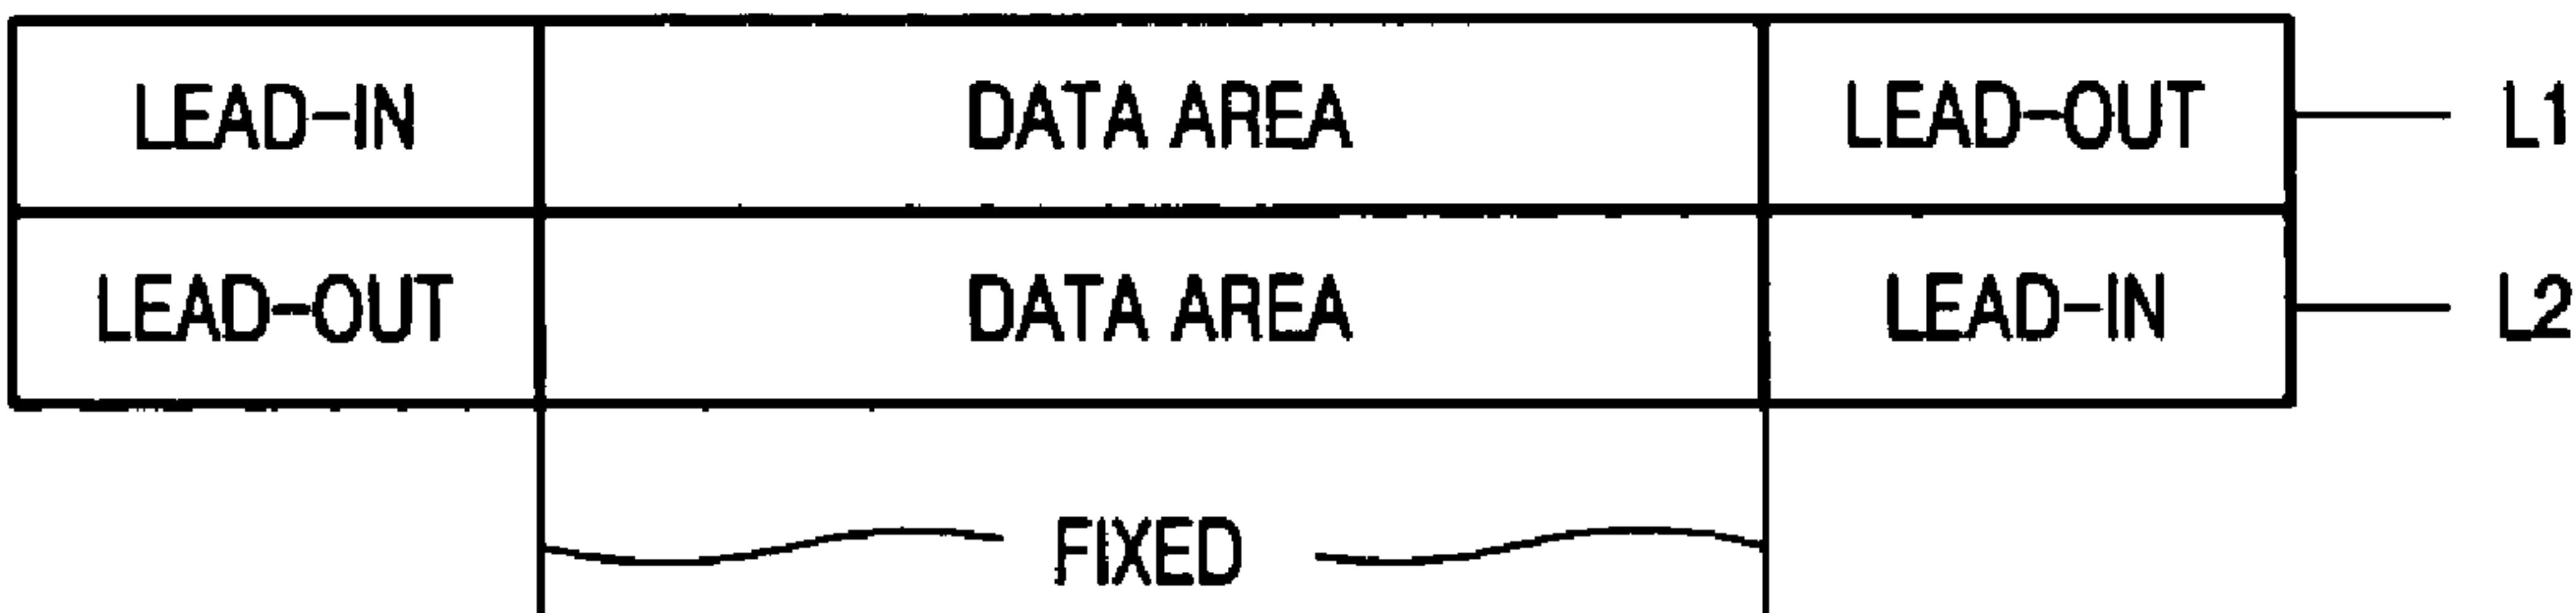 LEAD-IN DATA AREA LEAD-OUT L1
LEAD-OUT DATA AREA LEAD-IN L2
FIXED